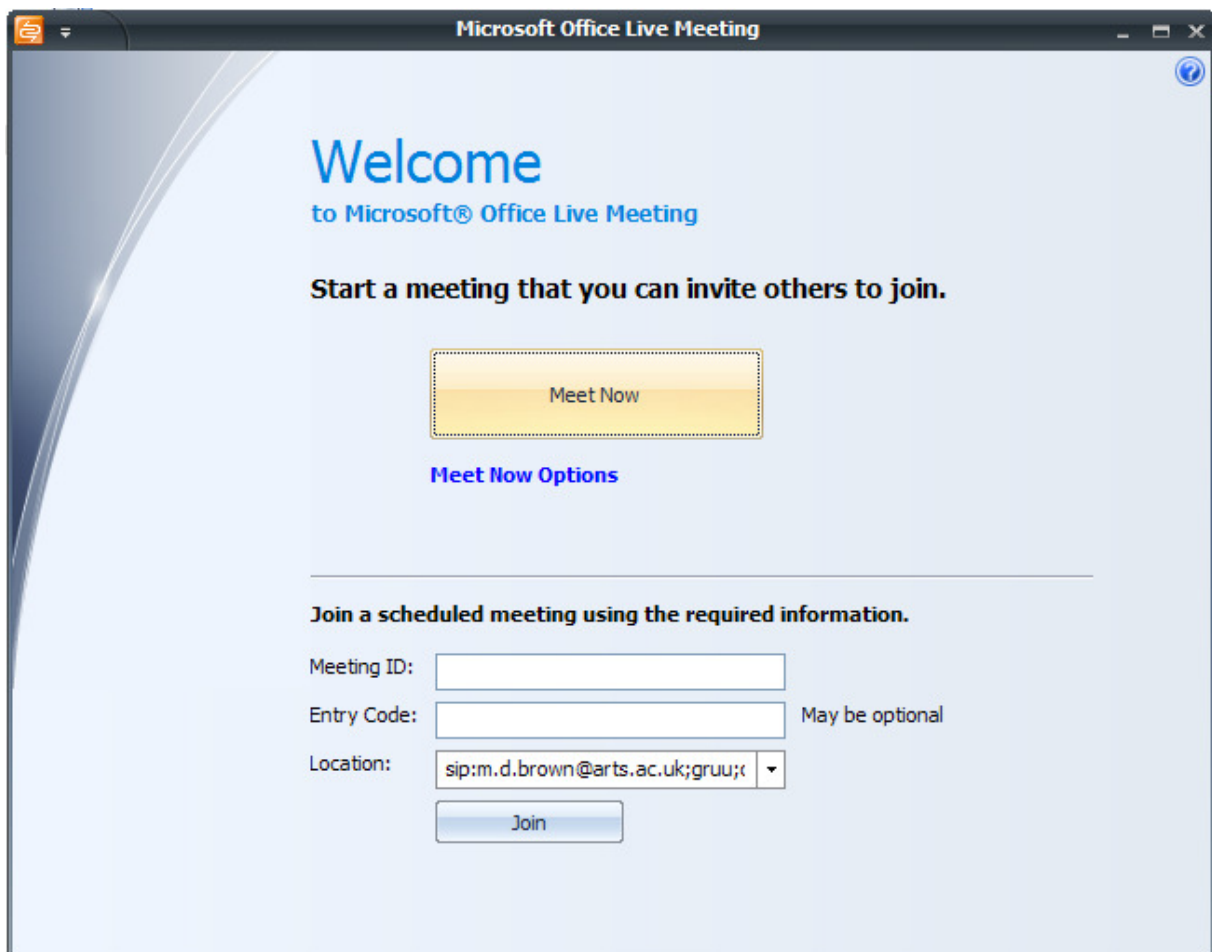 Microsoft Office Live Meeting
Welcome
to Microsoft® Office Live Meeting
Start a meeting that you can invite others to join.
Meet Now
Meet Now Options
Join a scheduled meeting using the required information.
Meeting ID:
Entry Code: May be optional
Location: sip:m.d.brown@arts.ac.uk;gruu;
Join